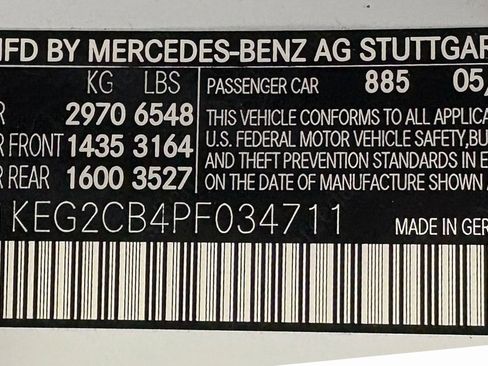 MFD BY MERCEDES-BENZ AG STUTTGAR
KG LBS
PASSENGER CAR 885 05/
R 2970 6548
THIS VEHICLE CONFORMS TO ALL APPLICA
R FRONT 1435 3164
U.S. FEDERAL MOTOR VEHICLE SAFETY, BU
R REAR 1600 3527
AND THEFT PREVENTION STANDARDS IN E
ON THE DATE OF MANUFACTURE SHOWN A
KEG2CB4PF034711
MADE IN GER